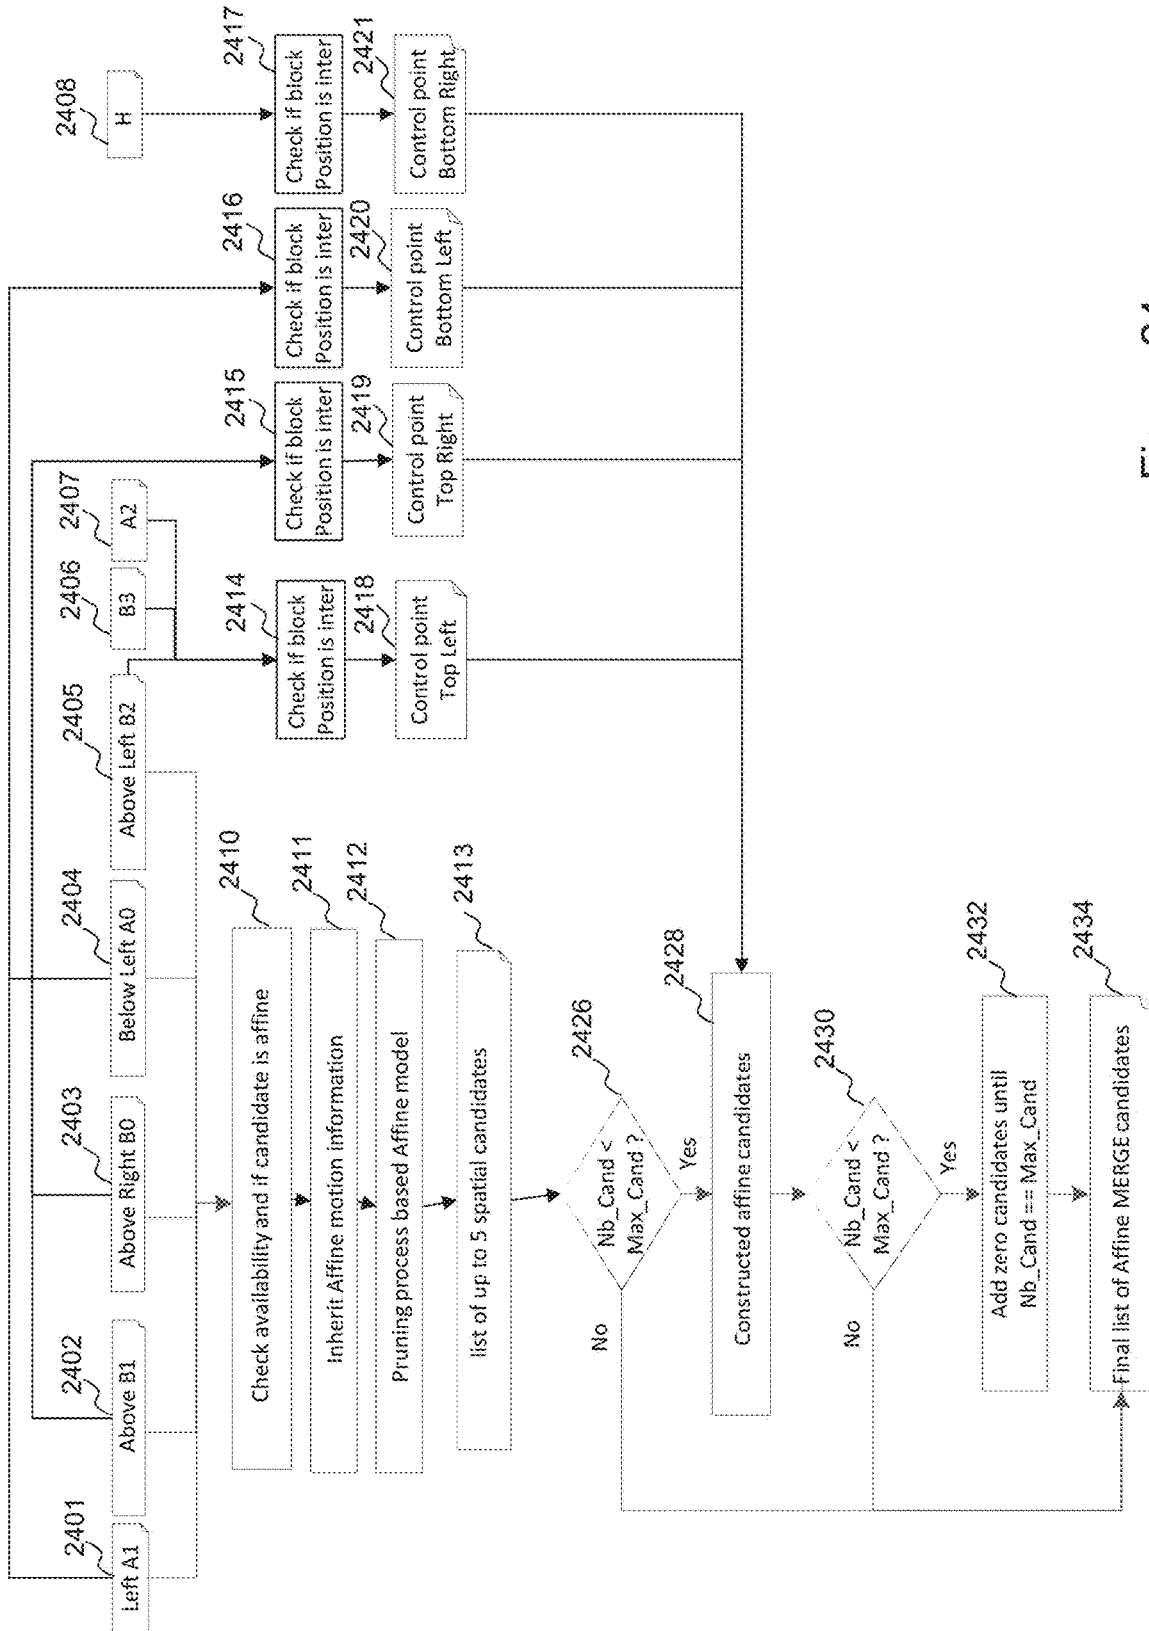 2401
Left A1
2402
Above B1
2403
Above Right B0
2404
Below Left A0
2405
Above Left B2
2406
B3
2407
A2
2408
H
2410
Check availability and if candidate is affine
2411
Inherit Affine motion information
2412
Pruning process based Affine model
2413
list of up to 5 spatial candidates
2414
Check if block
Position is inter
2415
Check if block
Position is inter
2416
Check if block
Position is inter
2417
Check if block
Position is inter
2418
Control point
Top Left
2419
Control point
Top Right
2420
Control point
Bottom Left
2421
Control point
Bottom Right
2426
Nb_Cand <
Max_Cand ?
No
Yes
2428
Constructed affine candidates
2430
Nb_Cand <
Max_Cand ?
No
Yes
2432
Add zero candidates until
Nb_Cand == Max_Cand
2434
Final list of Affine MERGE candidates